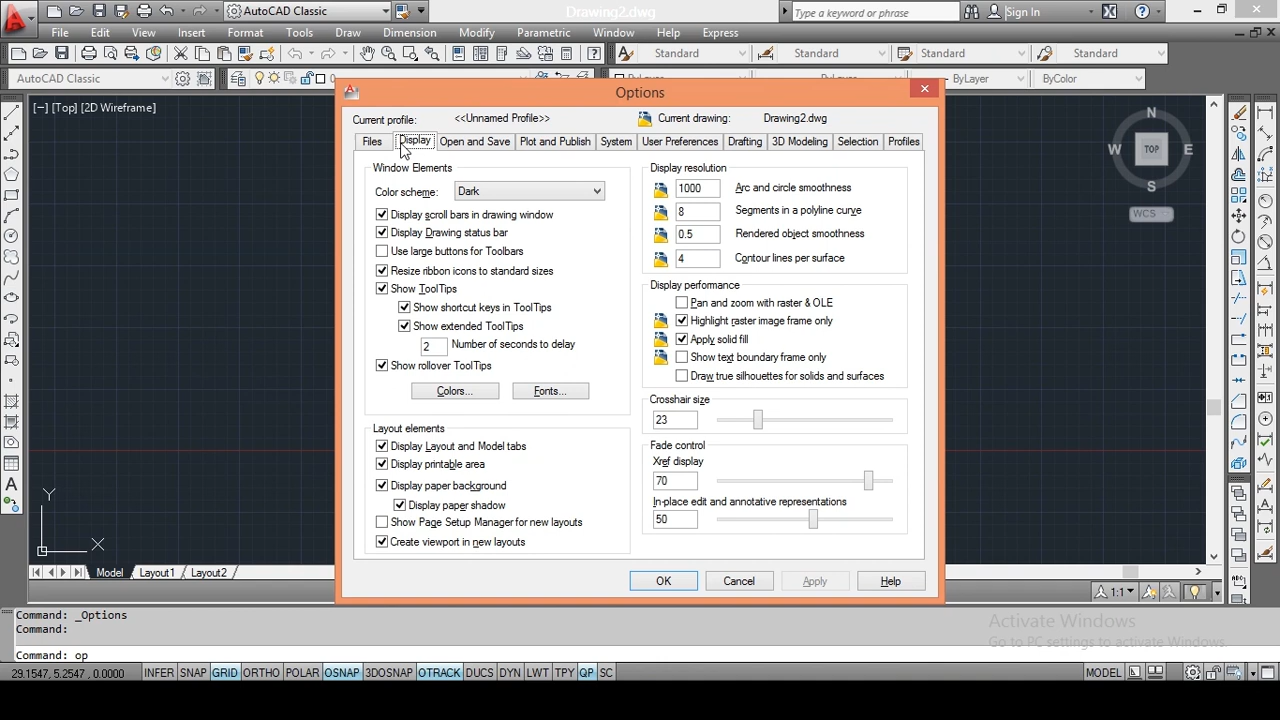 AutoCAD Classic
Drawing2.dwg
Type a keyword or phrase
Sign In
File Edit View Insert Format Tools Draw Dimension Modify Parametric Window Help Express
Standard Standard Standard Standard
AutoCAD Classic
0
ByLayer
ByColor
[−] [Top] [2D Wireframe]
Options
Current profile: <<Unnamed Profile>> Current drawing: Drawing2.dwg
Files Display Open and Save Plot and Publish System User Preferences Drafting 3D Modeling Selection Profiles
Window Elements
Color scheme: Dark
Display scroll bars in drawing window
Display Drawing status bar
Use large buttons for Toolbars
Resize ribbon icons to standard sizes
Show ToolTips
Show shortcut keys in ToolTips
Show extended ToolTips
2 Number of seconds to delay
Show rollover ToolTips
Colors... Fonts...
Layout elements
Display Layout and Model tabs
Display printable area
Display paper background
Display paper shadow
Show Page Setup Manager for new layouts
Create viewport in new layouts
Display resolution
1000 Arc and circle smoothness
8 Segments in a polyline curve
0.5 Rendered object smoothness
4 Contour lines per surface
Display performance
Pan and zoom with raster & OLE
Highlight raster image frame only
Apply solid fill
Show text boundary frame only
Draw true silhouettes for solids and surfaces
Crosshair size
23
Fade control
Xref display
70
In-place edit and annotative representations
50
OK Cancel Apply Help
N
W TOP E
S
WCS
Y
X
Model Layout1 Layout2
1:1
Command: _Options
Command:
Command: op
Activate Windows
Go to PC settings to activate Windows.
29.1547, 5.2547 , 0.0000 INFER SNAP GRID ORTHO POLAR OSNAP 3DOSNAP OTRACK DUCS DYN LWT TPY QP SC MODEL